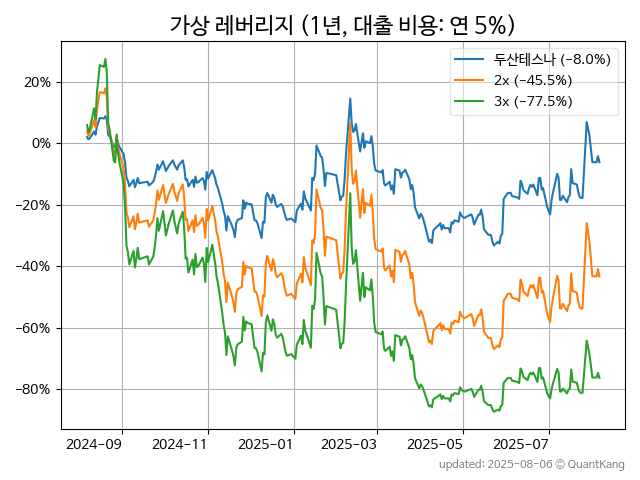 가상 레버리지 (1년, 대출 비용: 연 5%)
두산테스나 (−8.0%)
2x (−45.5%)
3x (−77.5%)
20%
0%
−20%
−40%
−60%
−80%
2024-09 2024-11 2025-01 2025-03 2025-05 2025-07
updated: 2025-08-06 © QuantKang